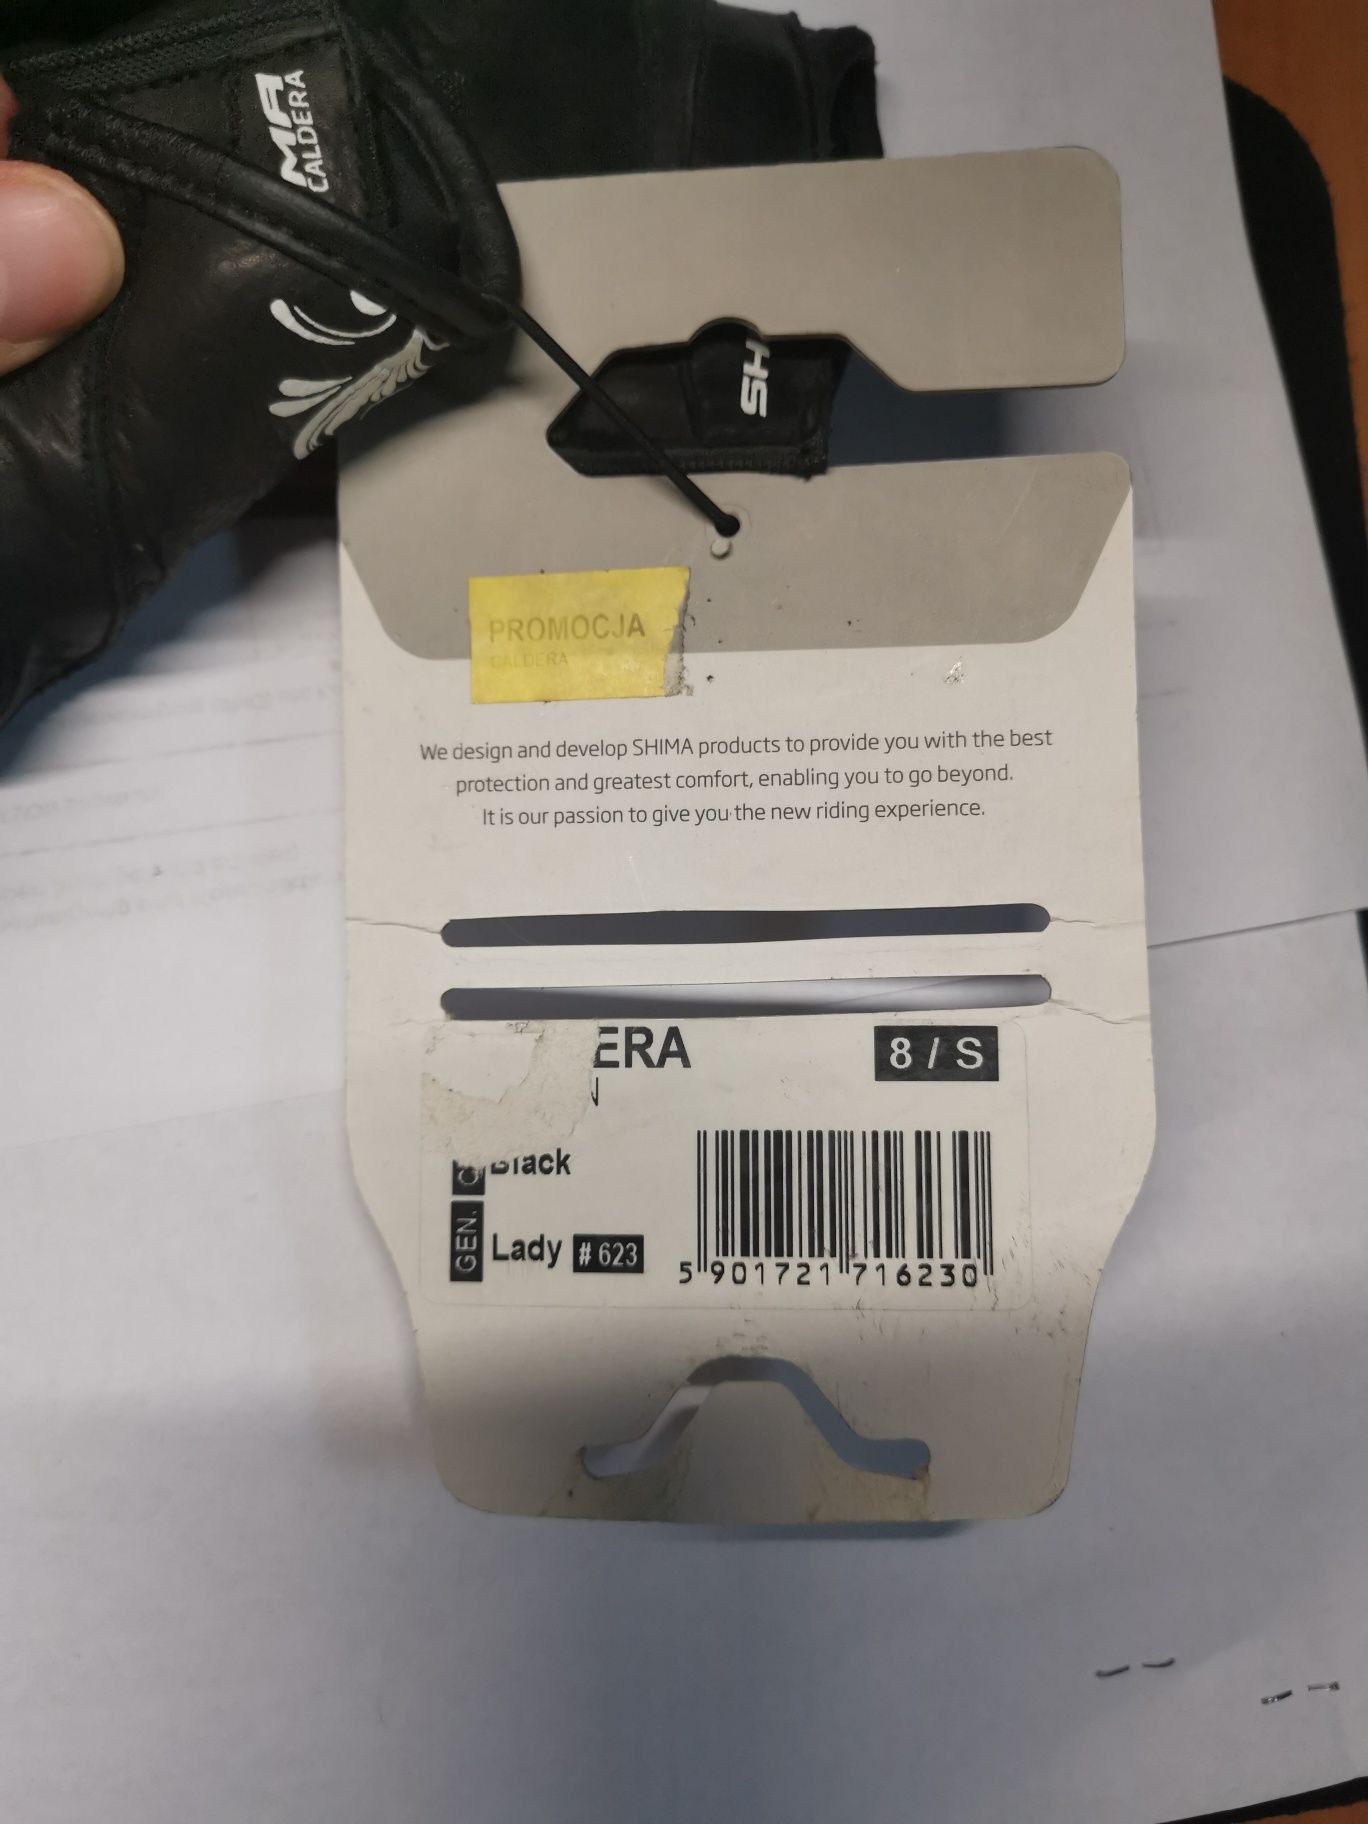 MA
CALDERA
SH
PROMOCJA
CALDERA
We design and develop SHIMA products to provide you with the best
protection and greatest comfort, enabling you to go beyond.
It is our passion to give you the new riding experience.
ERA
8 / S
Black
GEN.
Lady # 623
5 901721 716230